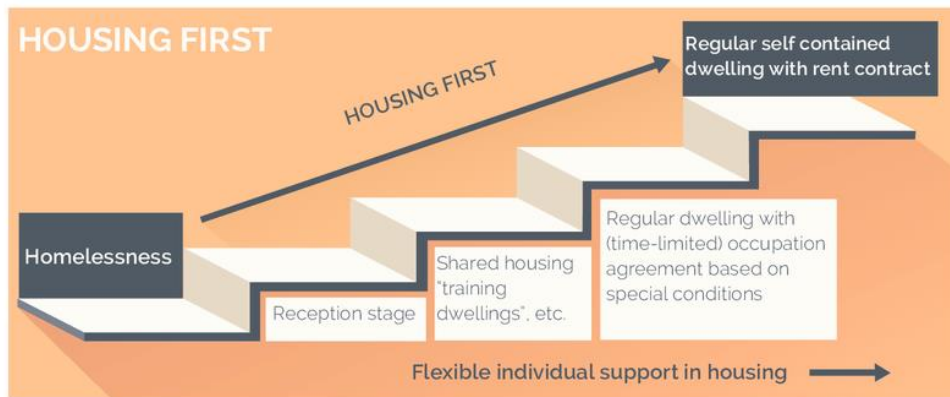 HOUSING FIRST
HOUSING FIRST
Regular self contained
dwelling with rent contract
Homelessness
Reception stage
Shared housing
"training
dwellings", etc.
Regular dwelling with
(time-limited) occupation
agreement based on
special conditions
Flexible individual support in housing